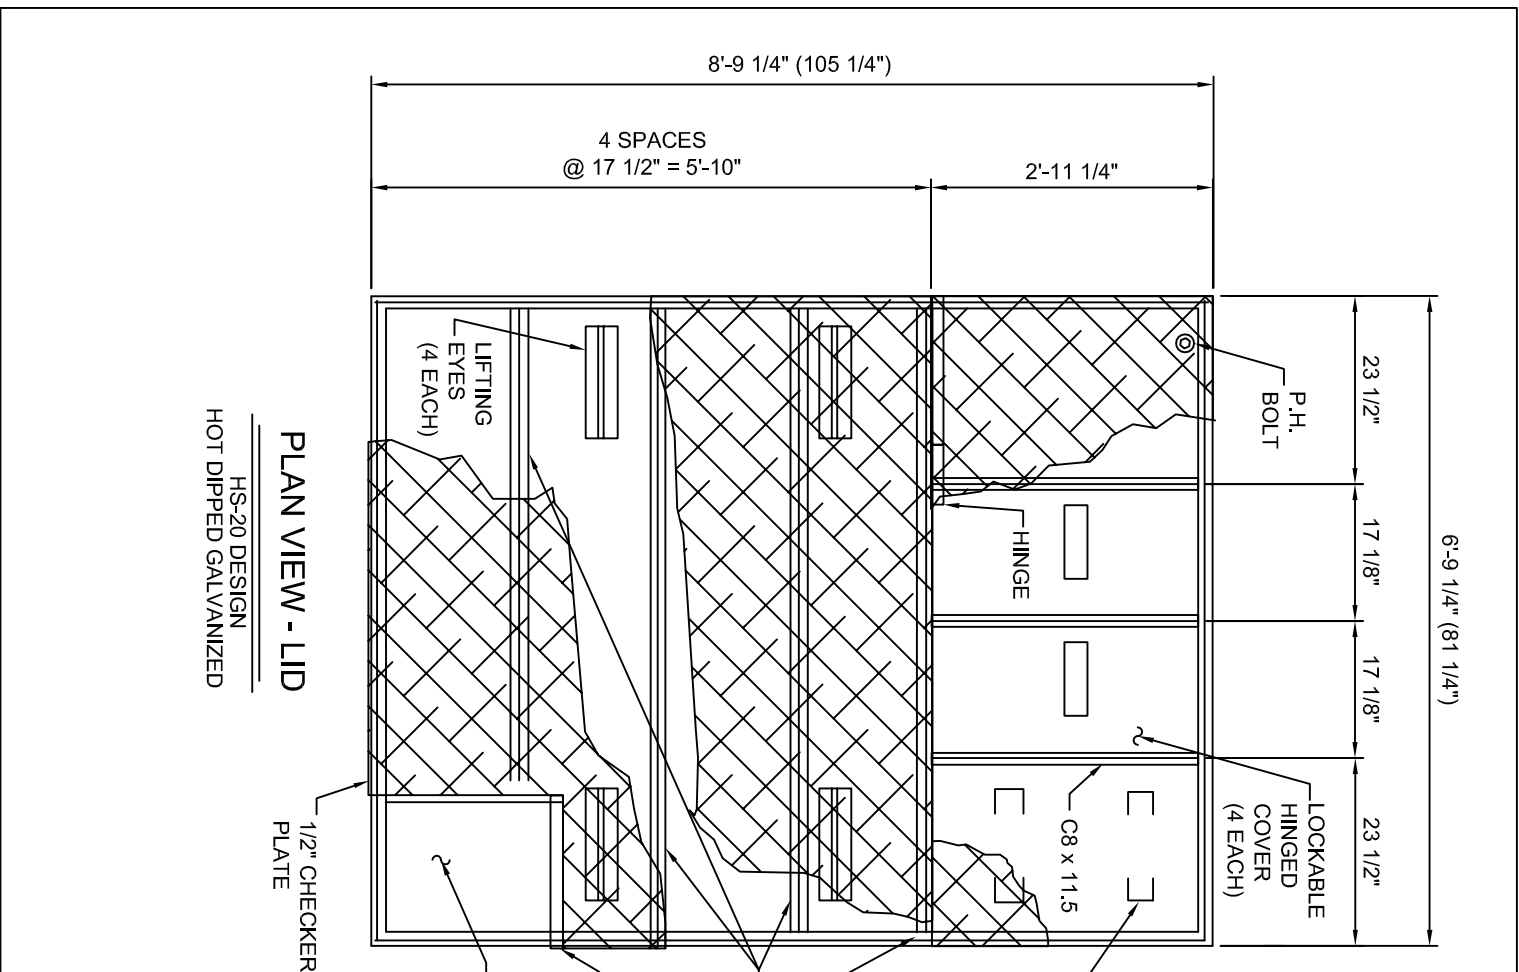 8'-9 1/4" (105 1/4")
4 SPACES
@ 17 1/2" = 5'-10"
2'-11 1/4"
P.H.
BOLT
23 1/2"
17 1/8"
17 1/8"
23 1/2"
6'-9 1/4" (81 1/4")
LIFTING
EYES
(4 EACH)
HINGE
C8 x 11.5
LOCKABLE
HINGED
COVER
(4 EACH)
1/2" CHECKER
PLATE
PLAN VIEW - LID
HS-20 DESIGN
HOT DIPPED GALVANIZED